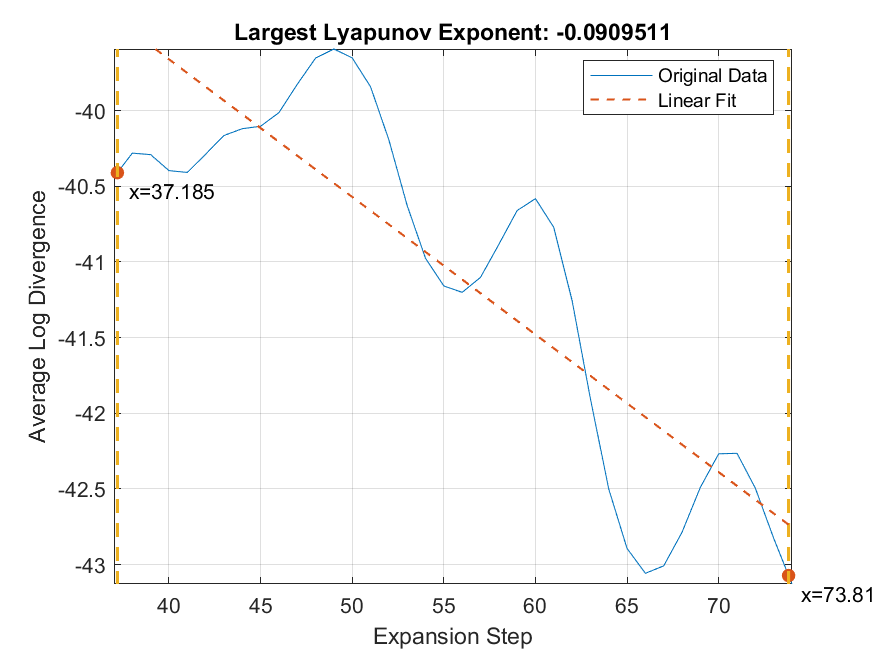 Largest Lyapunov Exponent: -0.0909511
Original Data
Linear Fit
Average Log Divergence
-40
-40.5
-41
-41.5
-42
-42.5
-43
x=37.185
x=73.81
40
45
50
55
60
65
70
Expansion Step